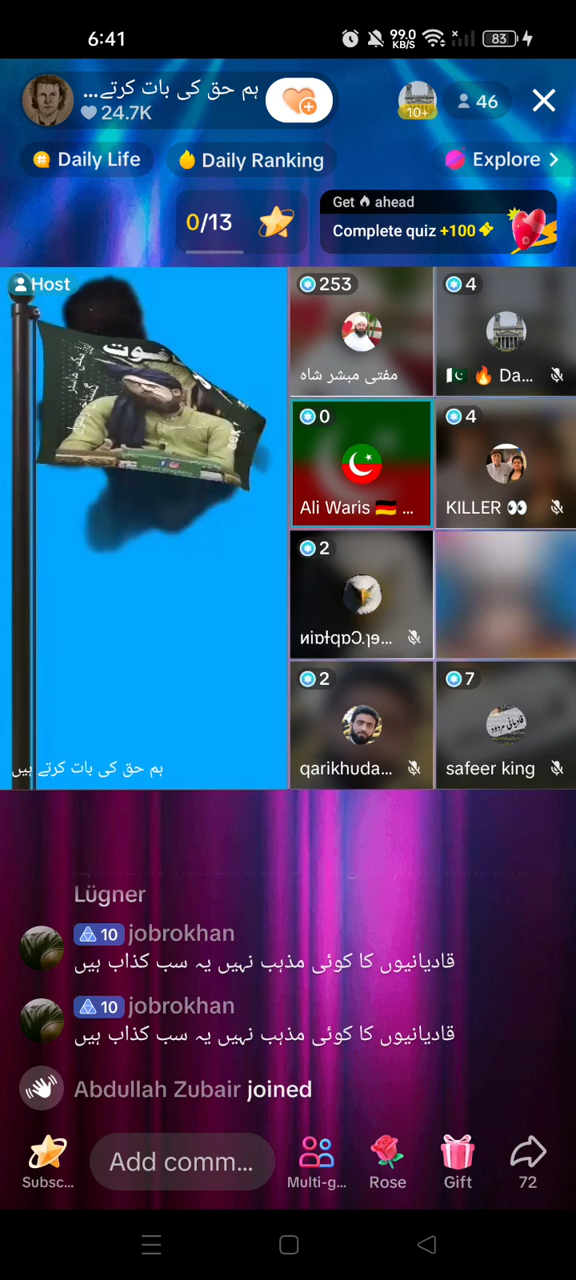 6:41
99.0
KB/S
83
ہم حق کی بات کرتے...
24.7K
10+
46
Daily Life
Daily Ranking
Explore
0/13
Get ahead
Complete quiz +100
Host
253
مفتی مبشر شاہ
4
Da...
0
Ali Waris 🇩🇪 ...
4
KILLER 👀
2
2
qarikhuda...
7
قادیانی مردود
safeer king
ہم حق کی بات کرتے ہیں
Lügner
10 jobrokhan
قادیانیوں کا کوئی مذہب نہیں یہ سب کذاب ہیں
10 jobrokhan
قادیانیوں کا کوئی مذہب نہیں یہ سب کذاب ہیں
Abdullah Zubair joined
Subsc...
Add comm...
Multi-g...
Rose
Gift
72